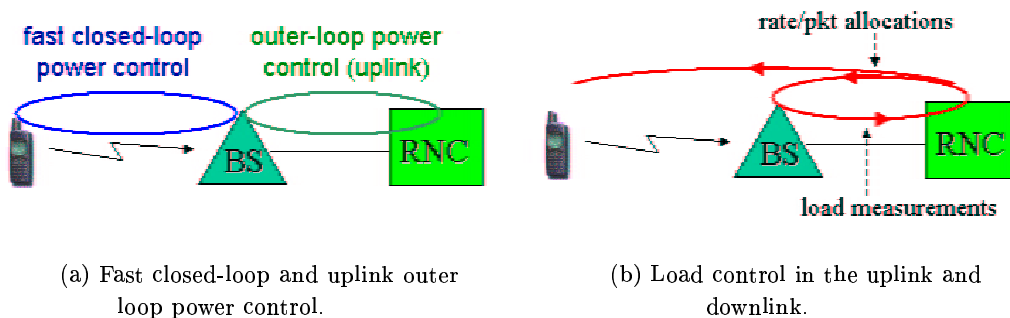 fast closed-loop
power control
outer-loop power
control (uplink)
BS
RNC
(a) Fast closed-loop and uplink outer
loop power control.
rate/pkt allocations
BS
RNC
load measurements
(b) Load control in the uplink and
downlink.